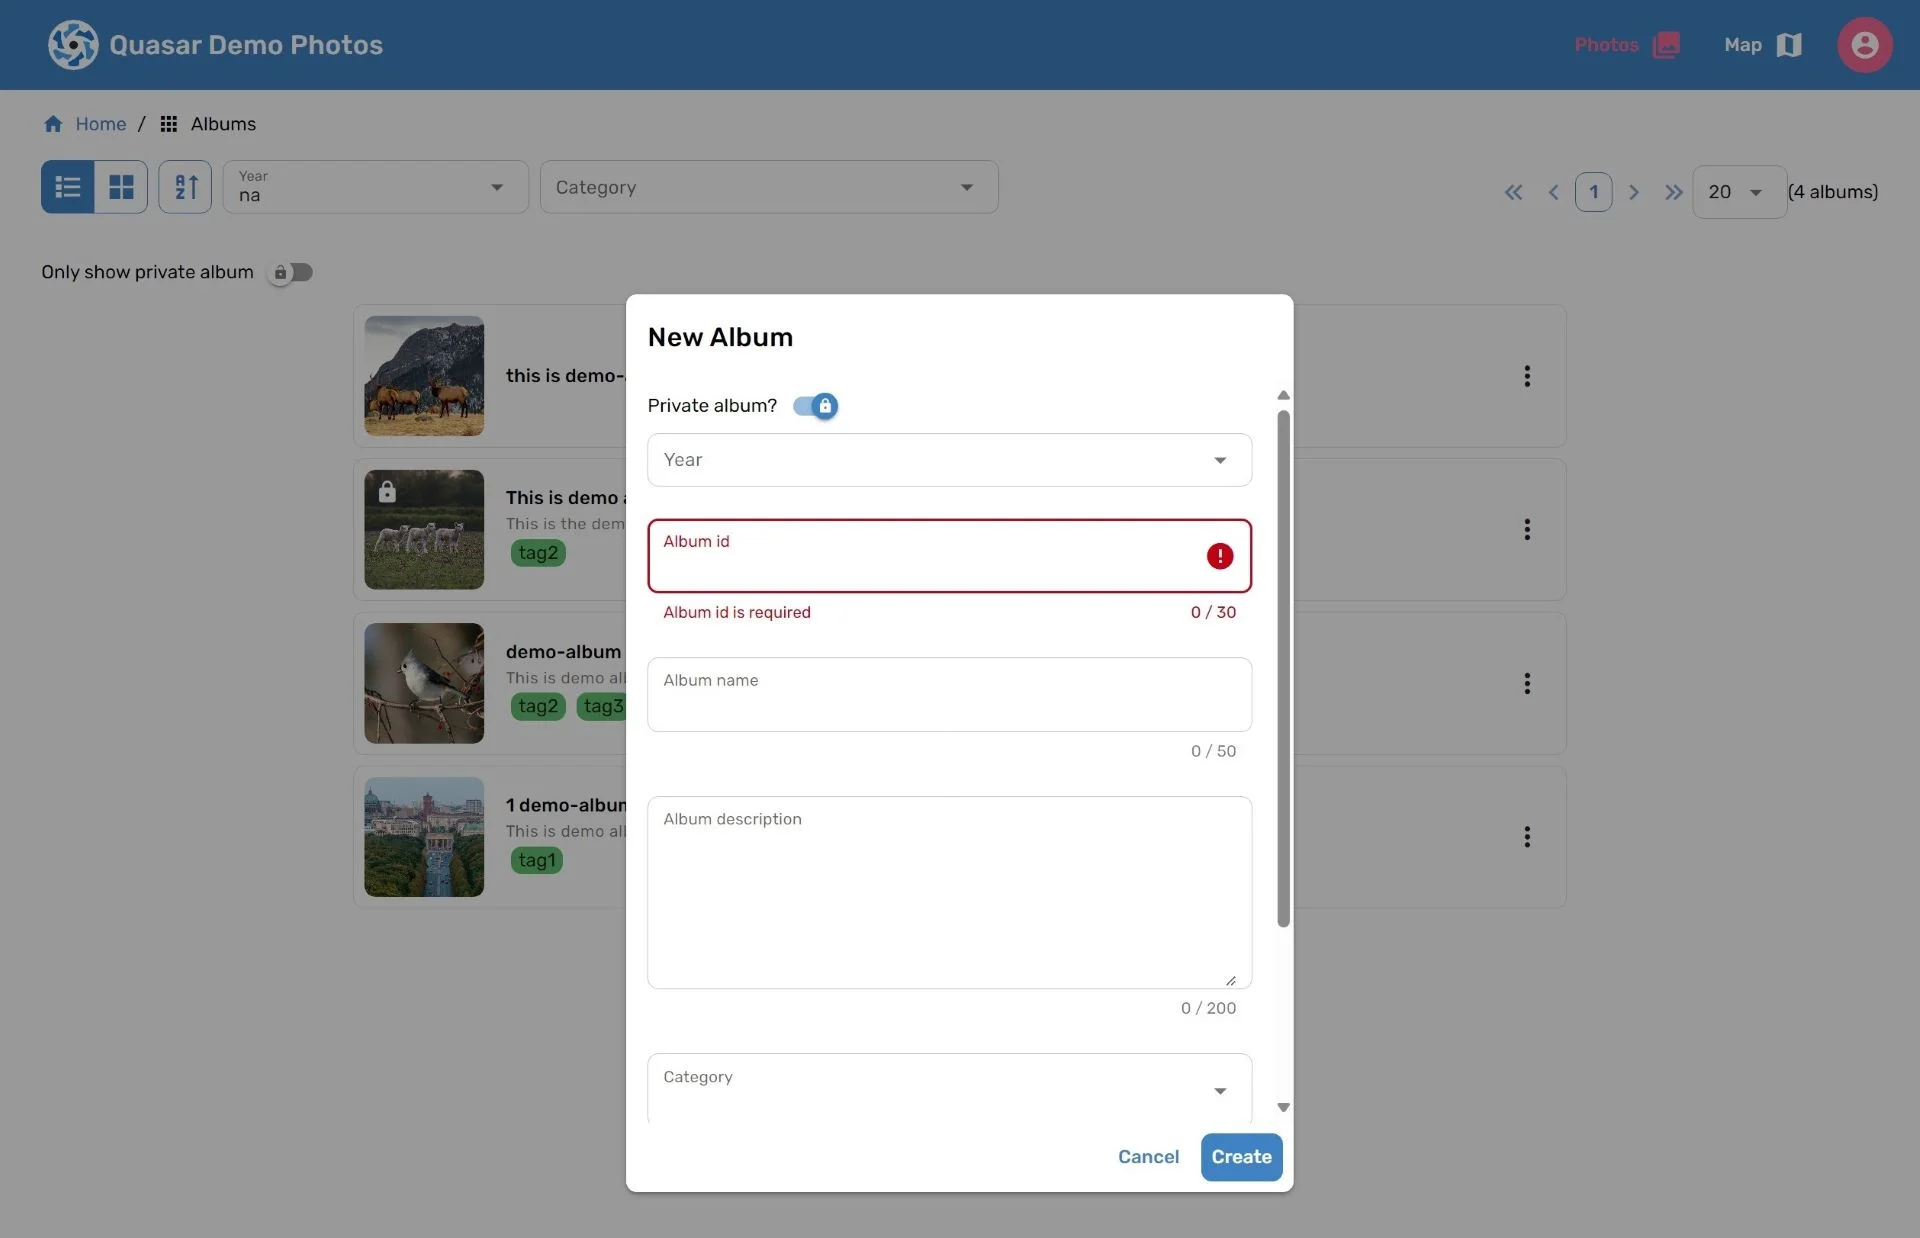 Quasar Demo Photos
Photos
Map
Home / Albums
Year
na
Category
1
20
(4 albums)
Only show private album
this is demo-
This is demo
This is the dem
tag2
demo-album
This is demo al
tag2 tag3
1 demo-album
This is demo al
tag1
New Album
Private album?
Year
Album id
Album id is required
0 / 30
Album name
0 / 50
Album description
0 / 200
Category
Cancel
Create